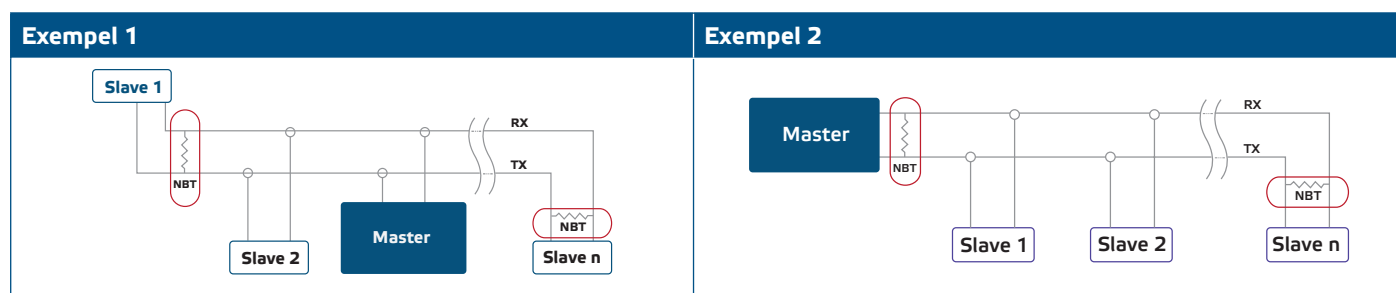 Exempel 1
Slave 1
RX
TX
NBT
NBT
Master
Slave 2
Slave n
Exempel 2
Master
RX
TX
NBT
NBT
Slave 1
Slave 2
Slave n